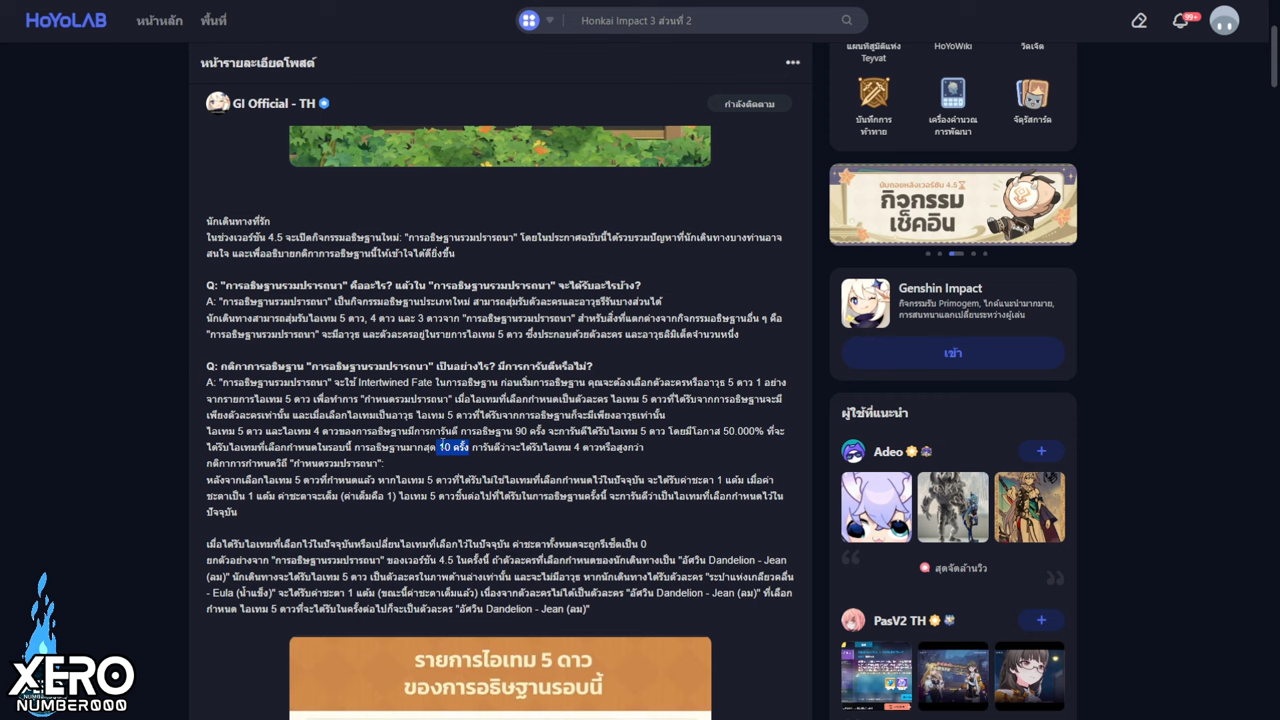 HoYoLAB
หน้าหลัก
พื้นที่
Honkai Impact 3 ส่วนที่ 2
99+
หน้ารายละเอียดโพสต์
GI Official - TH
กำลังติดตาม
นักเดินทางที่รัก
ในช่วงเวอร์ชัน 4.5 จะเปิดกิจกรรมอธิษฐานใหม่: "การอธิษฐานรวมปรารถนา" โดยในประกาศฉบับนี้ได้รวบรวมปัญหาที่นักเดินทางบางท่านอาจ
สนใจ และเพื่ออธิบายกติกาการอธิษฐานนี้ให้เข้าใจได้ดียิ่งขึ้น
Q: "การอธิษฐานรวมปรารถนา" คืออะไร? แล้วใน "การอธิษฐานรวมปรารถนา" จะได้รับอะไรบ้าง?
A: "การอธิษฐานรวมปรารถนา" เป็นกิจกรรมอธิษฐานประเภทใหม่ สามารถสุ่มรับตัวละครและอาวุธรีรันบางส่วนได้
นักเดินทางสามารถสุ่มรับไอเทม 5 ดาว, 4 ดาว และ 3 ดาวจาก "การอธิษฐานรวมปรารถนา" สำหรับสิ่งที่แตกต่างจากกิจกรรมอธิษฐานอื่น ๆ คือ
"การอธิษฐานรวมปรารถนา" จะมีอาวุธ และตัวละครอยู่ในรายการไอเทม 5 ดาว ซึ่งประกอบด้วยตัวละคร และอาวุธลิมิเต็ดจำนวนหนึ่ง
Q: กติกาการอธิษฐาน "การอธิษฐานรวมปรารถนา" เป็นอย่างไร? มีการการันตีหรือไม่?
A: "การอธิษฐานรวมปรารถนา" จะใช้ Intertwined Fate ในการอธิษฐาน ก่อนเริ่มการอธิษฐาน คุณจะต้องเลือกตัวละครหรืออาวุธ 5 ดาว 1 อย่าง
จากรายการไอเทม 5 ดาว เพื่อทำการ "กำหนดรวมปรารถนา" เมื่อไอเทมที่เลือกกำหนดเป็นตัวละคร ไอเทม 5 ดาวที่ได้รับจากการอธิษฐานจะมี
เพียงตัวละครเท่านั้น และเมื่อเลือกไอเทมเป็นอาวุธ ไอเทม 5 ดาวที่ได้รับจากการอธิษฐานก็จะมีเพียงอาวุธเท่านั้น
ไอเทม 5 ดาว และไอเทม 4 ดาวของการอธิษฐานมีการการันตี การอธิษฐาน 90 ครั้ง จะการันตีได้รับไอเทม 5 ดาว โดยมีโอกาส 50.000% ที่จะ
ได้รับไอเทมที่เลือกกำหนดในรอบนี้ การอธิษฐานมากสุด 10 ครั้ง การันตีว่าจะได้รับไอเทม 4 ดาวหรือสูงกว่า
กติกาการกำหนดวิถี "กำหนดรวมปรารถนา":
หลังจากเลือกไอเทม 5 ดาวที่กำหนดแล้ว หากไอเทม 5 ดาวที่ได้รับไม่ใช่ไอเทมที่เลือกกำหนดไว้ในปัจจุบัน จะได้รับค่าชะตา 1 แต้ม เมื่อค่า
ชะตาเป็น 1 แต้ม ค่าชะตาจะเต็ม (ค่าเต็มคือ 1) ไอเทม 5 ดาวชิ้นต่อไปที่ได้รับในการอธิษฐานครั้งนี้ จะการันตีว่าเป็นไอเทมที่เลือกกำหนดไว้ใน
ปัจจุบัน
เมื่อได้รับไอเทมที่เลือกไว้ในปัจจุบันหรือเปลี่ยนไอเทมที่เลือกไว้ในปัจจุบัน ค่าชะตาทั้งหมดจะถูกรีเซ็ตเป็น 0
ยกตัวอย่างจาก "การอธิษฐานรวมปรารถนา" ของเวอร์ชัน 4.5 ในครั้งนี้ ถ้าตัวละครที่เลือกกำหนดของนักเดินทางเป็น "อัศวิน Dandelion - Jean
(ลม)" นักเดินทางจะได้รับไอเทม 5 ดาว เป็นตัวละครในภาพด้านล่างเท่านั้น และจะไม่มีอาวุธ หากนักเดินทางได้รับตัวละคร "ระบำแห่งเกลียวคลื่น
- Eula (น้ำแข็ง)" จะได้รับค่าชะตา 1 แต้ม (ขณะนี้ค่าชะตาเต็มแล้ว) เนื่องจากตัวละครไม่ได้เป็นตัวละคร "อัศวิน Dandelion - Jean (ลม)" ที่เลือก
กำหนด ไอเทม 5 ดาวที่จะได้รับในครั้งต่อไปก็จะเป็นตัวละคร "อัศวิน Dandelion - Jean (ลม)"
รายการไอเทม 5 ดาว
ของการอธิษฐานรอบนี้
แผนที่สูมิติแห่ง
Teyvat
HoYoWiki
วิดเจ็ต
บันทึกการ
ท้าทาย
เครื่องคำนวณ
การพัฒนา
จัตุรัสการ์ด
นับถอยหลังเวอร์ชัน 4.5
กิจกรรม
เช็คอิน
Genshin Impact
กิจกรรมรับ Primogem, ไกด์แนะนำมากมาย,
การสนทนาแลกเปลี่ยนระหว่างผู้เล่น
เข้า
ผู้ใช้ที่แนะนำ
Adeo
สุดจัดล้านวิว
PasV2 TH
XERO
NUMBER000